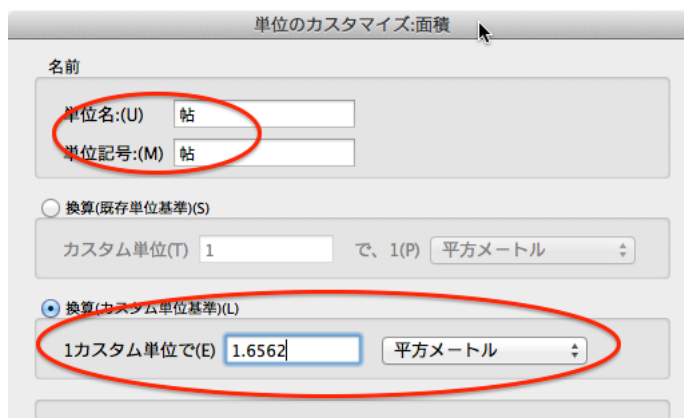 単位のカスタマイズ:面積
名前
単位名:(U) 帖
単位記号:(M) 帖
換算(既存単位基準)(S)
カスタム単位(T) 1 で、1(P) 平方メートル
換算(カスタム単位基準)(L)
1カスタム単位で(E) 1.6562 平方メートル